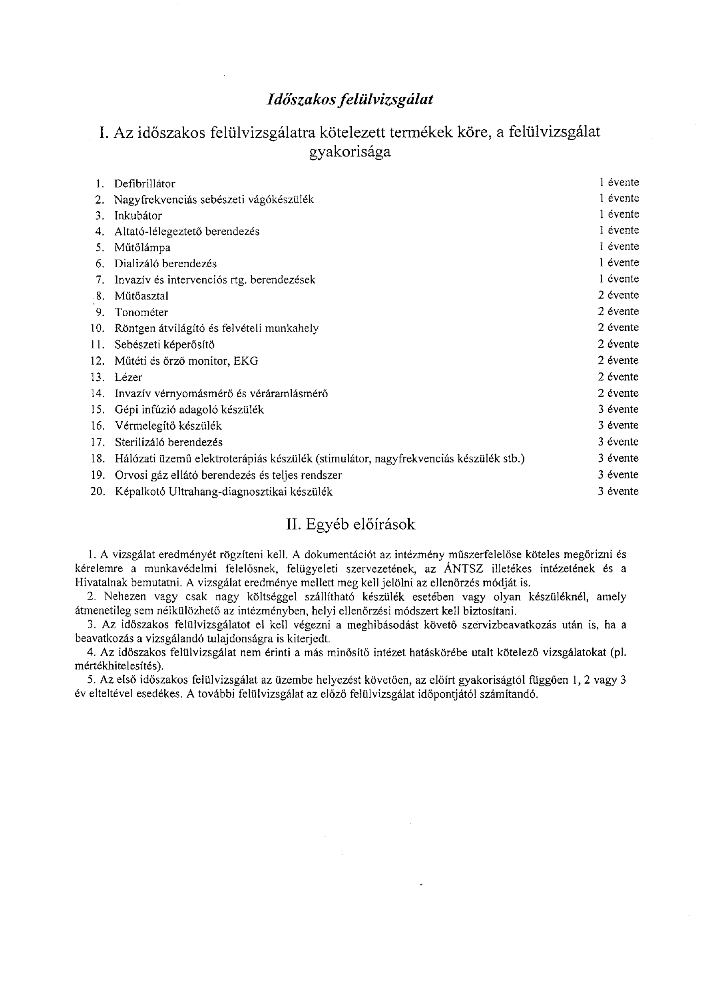 Időszakos felülvizsgálat
I. Az időszakos felülvizsgálatra kötelezett termékek köre, a felülvizsgálat
gyakorisága
1. Defibrillátor 1 évente
2. Nagyfrekvenciás sebészeti vágókészülék 1 évente
3. Inkubátor 1 évente
4. Altató-lélegeztető berendezés 1 évente
5. Műtőlámpa 1 évente
6. Dializáló berendezés 1 évente
7. Invazív és intervenciós rtg. berendezések 1 évente
8. Műtőasztal 2 évente
9. Tonométer 2 évente
10. Röntgen átvilágító és felvételi munkahely 2 évente
11. Sebészeti képerősítő 2 évente
12. Műtéti és őrző monitor, EKG 2 évente
13. Lézer 2 évente
14. Invazív vérnyomásmérő és véráramlásmérő 2 évente
15. Gépi infúzió adagoló készülék 3 évente
16. Vérmelegítő készülék 3 évente
17. Sterilizáló berendezés 3 évente
18. Hálózati üzemű elektroterápiás készülék (stimulátor, nagyfrekvenciás készülék stb.) 3 évente
19. Orvosi gáz ellátó berendezés és teljes rendszer 3 évente
20. Képalkotó Ultrahang-diagnosztikai készülék 3 évente
II. Egyéb előírások
1. A vizsgálat eredményét rögzíteni kell. A dokumentációt az intézmény műszerfelelőse köteles megőrizni és
kérelemre a munkavédelmi felelősnek, felügyeleti szervezetének, az ÁNTSZ illetékes intézetének és a
Hivatalnak bemutatni. A vizsgálat eredménye mellett meg kell jelölni az ellenőrzés módját is.
2. Nehezen vagy csak nagy költséggel szállítható készülék esetében vagy olyan készüléknél, amely
átmenetileg sem nélkülözhető az intézményben, helyi ellenőrzési módszert kell biztosítani.
3. Az időszakos felülvizsgálatot el kell végezni a meghibásodást követő szervizbeavatkozás után is, ha a
beavatkozás a vizsgálandó tulajdonságra is kiterjedt.
4. Az időszakos felülvizsgálat nem érinti a más minősítő intézet hatáskörébe utalt kötelező vizsgálatokat (pl.
mértékhitelesítés).
5. Az első időszakos felülvizsgálat az üzembe helyezést követően, az előírt gyakoriságtól függően 1, 2 vagy 3
év elteltével esedékes. A további felülvizsgálat az előző felülvizsgálat időpontjától számítandó.